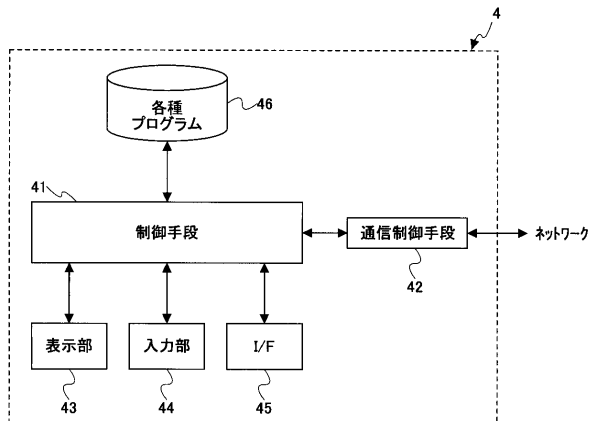 4
各種
プログラム
46
41
制御手段
通信制御手段
ネットワーク
42
表示部
入力部
I/F
43
44
45